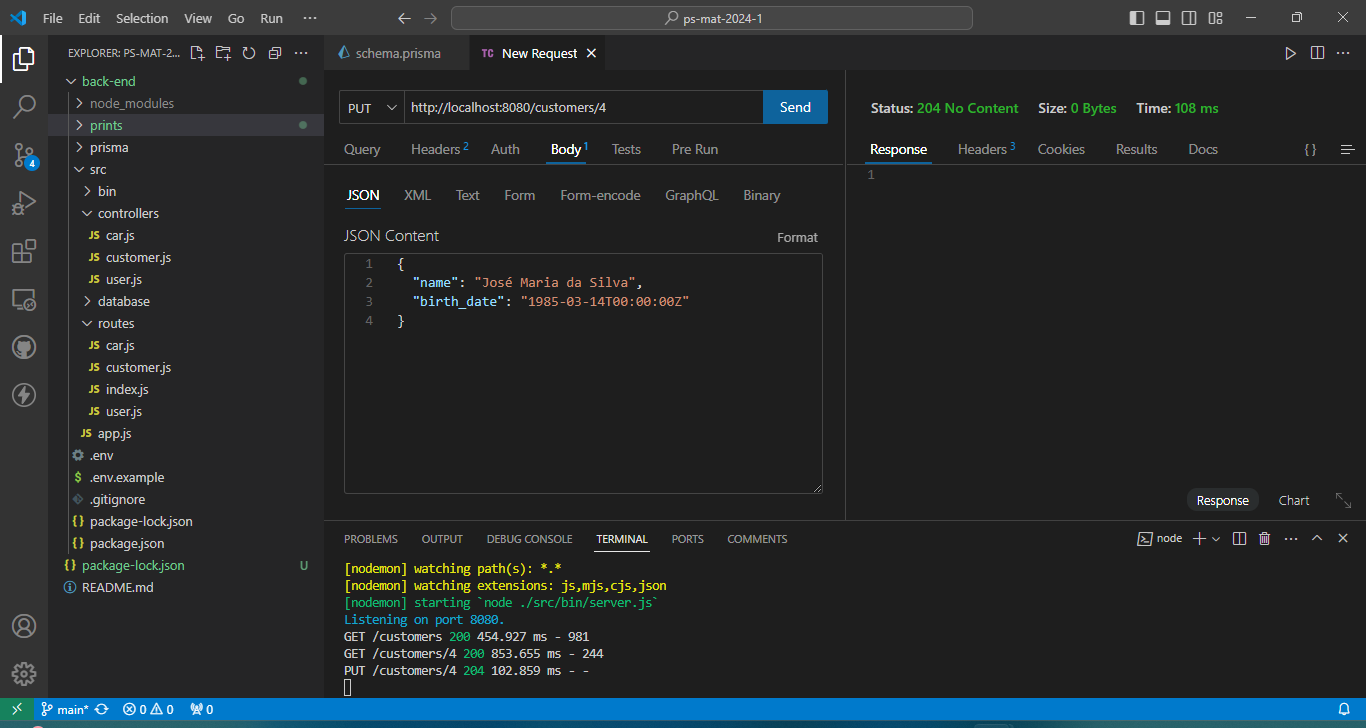 File Edit Selection View Go Run ··· ps-mat-2024-1
EXPLORER: PS-MAT-2...
back-end
node_modules
prints
prisma
src
bin
controllers
JS car.js
JS customer.js
JS user.js
database
routes
JS car.js
JS customer.js
JS index.js
JS user.js
JS app.js
.env
$ .env.example
.gitignore
{} package-lock.json
{} package.json
{} package-lock.json U
README.md
4
schema.prisma TC New Request
PUT http://localhost:8080/customers/4 Send
Query Headers 2 Auth Body 1 Tests Pre Run
JSON XML Text Form Form-encode GraphQL Binary
JSON Content Format
1 {
2 "name": "José Maria da Silva",
3 "birth_date": "1985-03-14T00:00:00Z"
4 }
Status: 204 No Content Size: 0 Bytes Time: 108 ms
Response Headers 3 Cookies Results Docs { }
1
Response Chart
PROBLEMS OUTPUT DEBUG CONSOLE TERMINAL PORTS COMMENTS node
[nodemon] watching path(s): *.*
[nodemon] watching extensions: js,mjs,cjs,json
[nodemon] starting `node ./src/bin/server.js`
Listening on port 8080.
GET /customers 200 454.927 ms - 981
GET /customers/4 200 853.655 ms - 244
PUT /customers/4 204 102.859 ms - -
main* 0 0 0